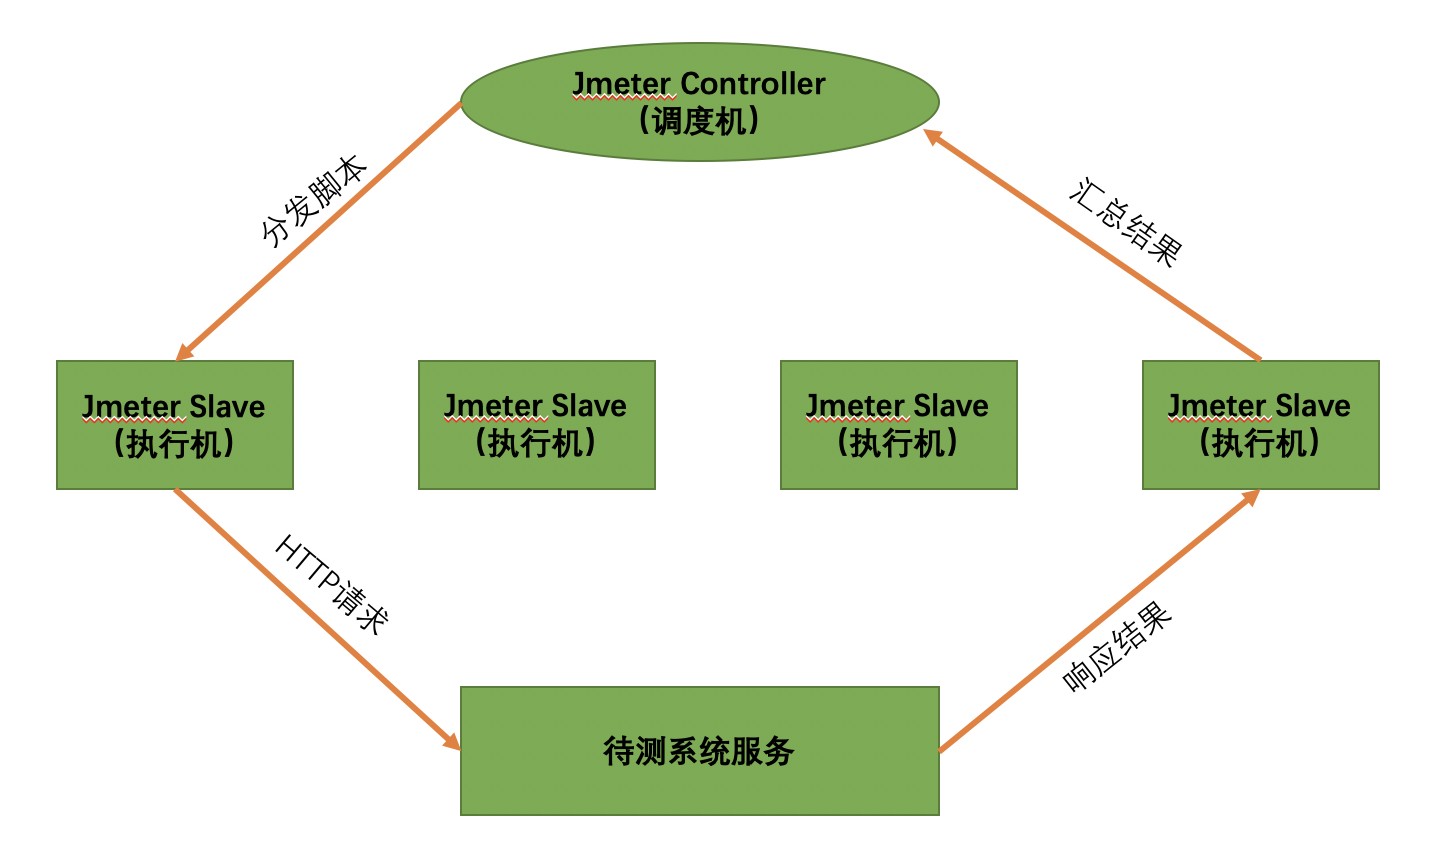 Jmeter Controller
（调度机）
分发脚本
汇总结果
Jmeter Slave
（执行机）
Jmeter Slave
（执行机）
Jmeter Slave
（执行机）
Jmeter Slave
（执行机）
HTTP请求
响应结果
待测系统服务